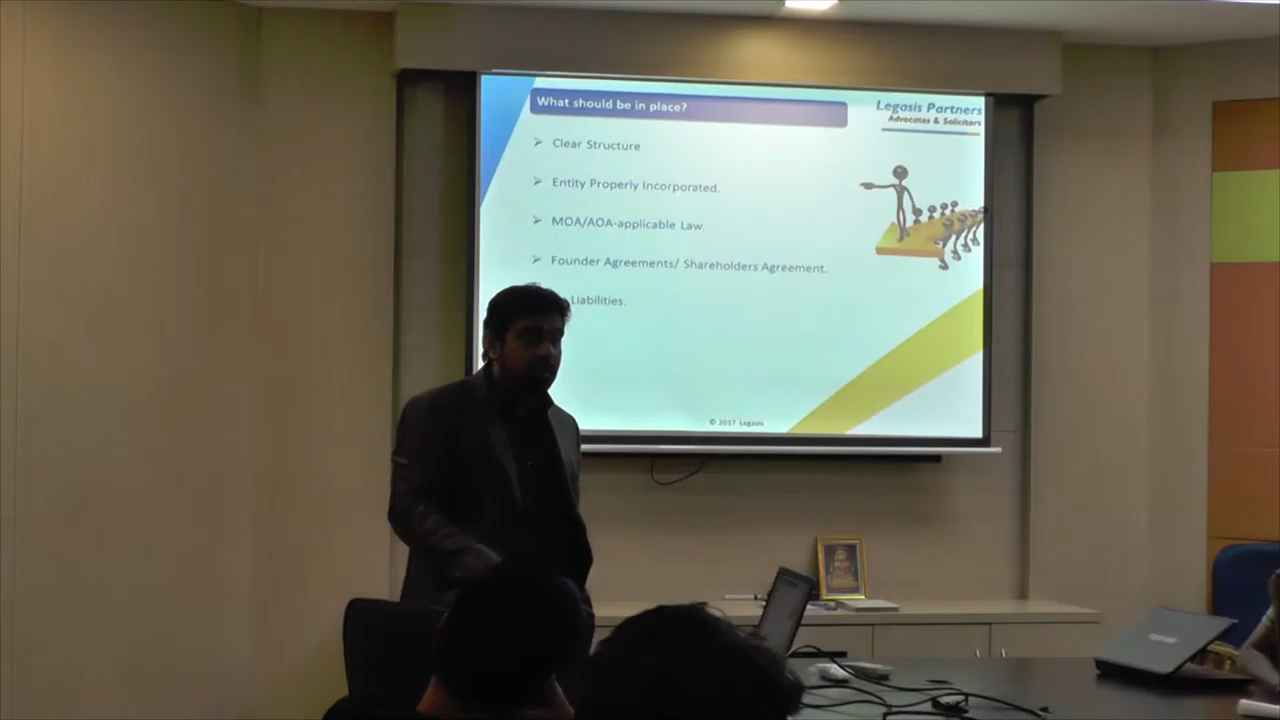 What should be in place?
Legasis Partners
Advocates & Solicitors
Clear Structure
Entity Properly Incorporated.
MOA/AOA-applicable Law.
Founder Agreements/ Shareholders Agreement.
Liabilities.
© 2017 Legasis